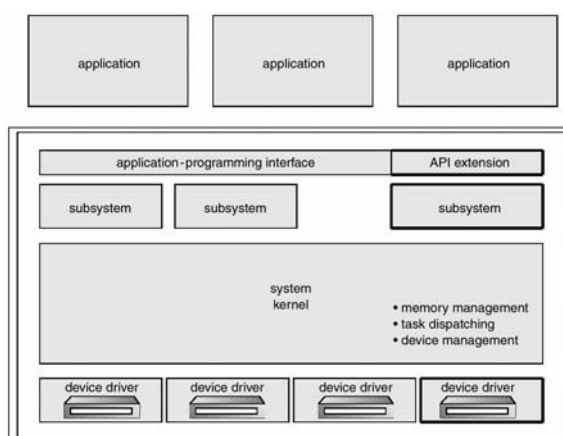 application
application
application
application-programming interface
API extension
subsystem
subsystem
subsystem
system
kernel
• memory management
• task dispatching
• device management
device driver
device driver
device driver
device driver